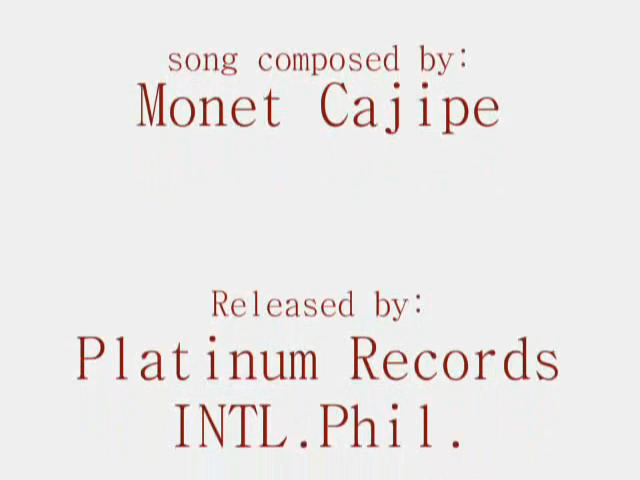 song composed by:
Monet Cajipe
Released by:
Platinum Records
INTL.Phil.